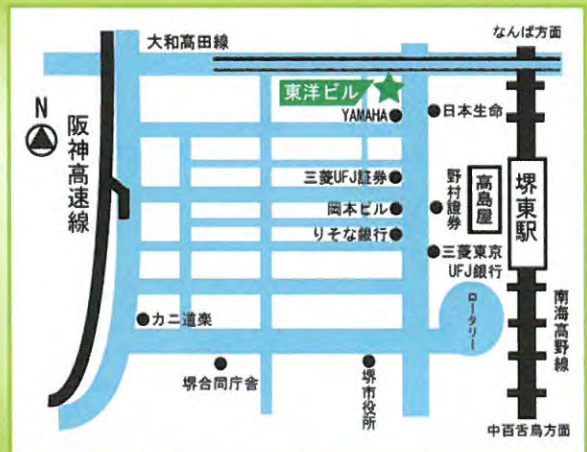 大和高田線
なんば方面
N
阪神高速線
東洋ビル
YAMAHA
日本生命
三菱UFJ証券
野村證券
高島屋
堺東駅
岡本ビル
りそな銀行
三菱東京
UFJ銀行
カニ道楽
ロータリー
南海高野線
堺合同庁舎
堺市役所
中百舌鳥方面